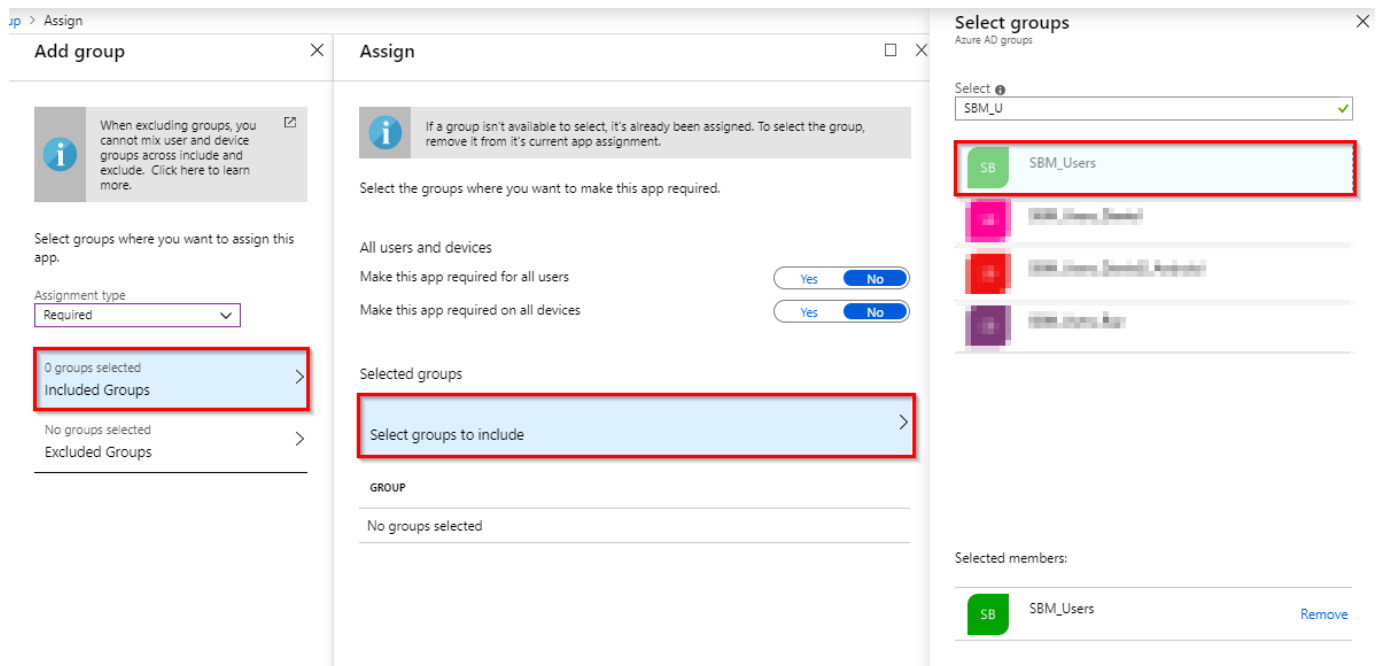 up > Assign
Add group
When excluding groups, you
cannot mix user and device
groups across include and
exclude. Click here to learn
more.
Select groups where you want to assign this
app.
Assignment type
Required
0 groups selected
Included Groups
No groups selected
Excluded Groups
Assign
If a group isn't available to select, it's already been assigned. To select the group,
remove it from it's current app assignment.
Select the groups where you want to make this app required.
All users and devices
Make this app required for all users
Yes No
Make this app required on all devices
Yes No
Selected groups
Select groups to include
GROUP
No groups selected
Select groups
Azure AD groups
Select
SBM_U
SB SBM_Users
Selected members:
SB SBM_Users Remove